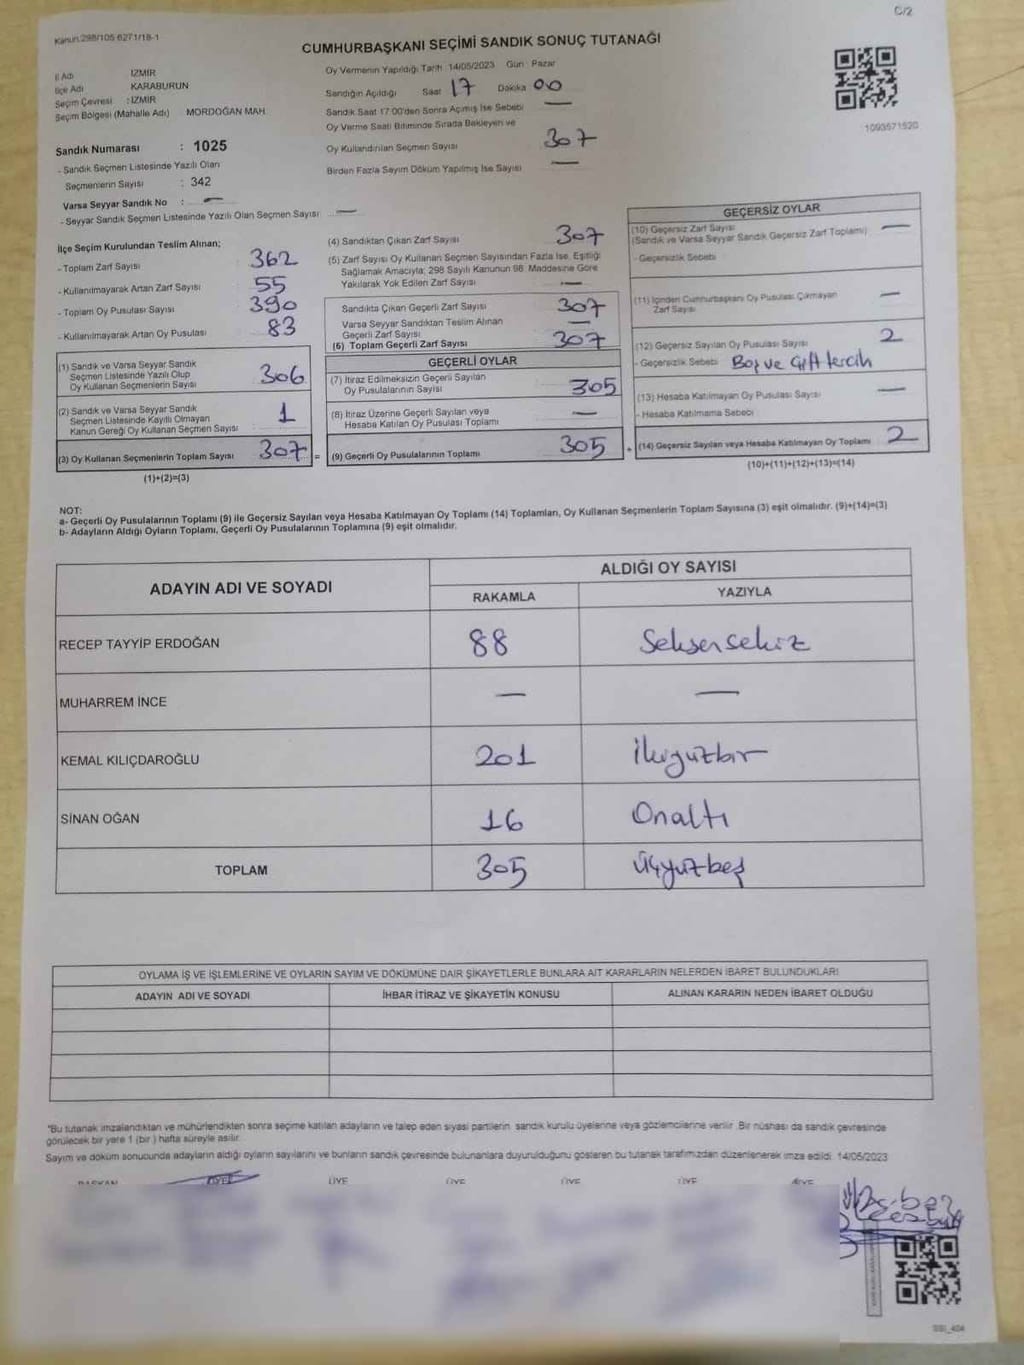 C/2
Kanun:298/105 6271/18-1
CUMHURBAŞKANI SEÇİMİ SANDIK SONUÇ TUTANAĞI
İl Adı İZMİR
İlçe Adı KARABURUN
Seçim Çevresi : İZMİR
Seçim Bölgesi (Mahalle Adı) MORDOĞAN MAH.
Oy Vermenin Yapıldığı Tarih 14/05/2023 Gün : Pazar
Sandığın Açıldığı Saat 17 Dakika 00
Sandık Saat 17:00'den Sonra Açılmış İse Sebebi —
Oy Verme Saati Bitiminde Sırada Bekleyen ve
Oy Kullandırılan Seçmen Sayısı 307
Birden Fazla Sayım Döküm Yapılmış İse Sayısı —
1093571520
Sandık Numarası : 1025
- Sandık Seçmen Listesinde Yazılı Olan
Seçmenlerin Sayısı : 342
Varsa Seyyar Sandık No : —
- Seyyar Sandık Seçmen Listesinde Yazılı Olan Seçmen Sayısı —
İlçe Seçim Kurulundan Teslim Alınan;
- Toplam Zarf Sayısı 362
- Kullanılmayarak Artan Zarf Sayısı 55
- Toplam Oy Pusulası Sayısı 390
- Kullanılmayarak Artan Oy Pusulası 83
(1) Sandık ve Varsa Seyyar Sandık
Seçmen Listesinde Yazılı Olup
Oy Kullanan Seçmenlerin Sayısı 306
(2) Sandık ve Varsa Seyyar Sandık
Seçmen Listesinde Kayıtlı Olmayan
Kanun Gereği Oy Kullanan Seçmen Sayısı 1
(3) Oy Kullanan Seçmenlerin Toplam Sayısı 307 =
(1)+(2)=(3)
(4) Sandıktan Çıkan Zarf Sayısı 307
(5) Zarf Sayısı Oy Kullanan Seçmen Sayısından Fazla İse, Eşitliği
Sağlamak Amacıyla; 298 Sayılı Kanunun 98. Maddesine Göre
Yakılarak Yok Edilen Zarf Sayısı —
Sandıkta Çıkan Geçerli Zarf Sayısı 307
Varsa Seyyar Sandıktan Teslim Alınan
Geçerli Zarf Sayısı —
(6) Toplam Geçerli Zarf Sayısı 307
GEÇERLİ OYLAR
(7) İtiraz Edilmeksizin Geçerli Sayılan
Oy Pusulalarının Sayısı 305
(8) İtiraz Üzerine Geçerli Sayılan veya
Hesaba Katılan Oy Pusulası Toplamı —
(9) Geçerli Oy Pusulalarının Toplamı 305 +
GEÇERSİZ OYLAR
(10) Geçersiz Zarf Sayısı
(Sandık ve Varsa Seyyar Sandık Geçersiz Zarf Toplamı) —
- Geçersizlik Sebebi
(11) İçinden Cumhurbaşkanı Oy Pusulası Çıkmayan
Zarf Sayısı —
(12) Geçersiz Sayılan Oy Pusulası Sayısı 2
- Geçersizlik Sebebi Boş ve Çift tercih
(13) Hesaba Katılmayan Oy Pusulası Sayısı —
- Hesaba Katılmama Sebebi
(14) Geçersiz Sayılan veya Hesaba Katılmayan Oy Toplamı 2
(10)+(11)+(12)+(13)=(14)
NOT:
a- Geçerli Oy Pusulalarının Toplamı (9) ile Geçersiz Sayılan veya Hesaba Katılmayan Oy Toplamı (14) Toplamları, Oy Kullanan Seçmenlerin Toplam Sayısına (3) eşit olmalıdır. (9)+(14)=(3)
b- Adayların Aldığı Oyların Toplamı, Geçerli Oy Pusulalarının Toplamına (9) eşit olmalıdır.
ADAYIN ADI VE SOYADI ALDIĞI OY SAYISI
RAKAMLA YAZIYLA
RECEP TAYYİP ERDOĞAN 88 Seksensekiz
MUHARREM İNCE — —
KEMAL KILIÇDAROĞLU 201 İkiyüzbir
SİNAN OĞAN 16 Onaltı
TOPLAM 305 üçyüzbeş
OYLAMA İŞ VE İŞLEMLERİNE VE OYLARIN SAYIM VE DÖKÜMÜNE DAİR ŞİKAYETLERLE BUNLARA AİT KARARLARIN NELERDEN İBARET BULUNDUKLARI
ADAYIN ADI VE SOYADI İHBAR İTİRAZ VE ŞİKAYETİN KONUSU ALINAN KARARIN NEDEN İBARET OLDUĞU
*Bu tutanak imzalandıktan ve mühürlendikten sonra seçime katılan adayların ve talep eden siyasi partilerin sandık kurulu üyelerine veya gözlemcilerine verilir. Bir nüshası da sandık çevresinde
görülecek bir yere 1 (bir ) hafta süreyle asılır.
Sayım ve döküm sonucunda adayların aldığı oyların sayılarını ve bunların sandık çevresinde bulunanlara duyurulduğunu gösteren bu tutanak tarafımızdan düzenlenerek imza edildi. 14/05/2023
BAŞKAN ÜYE ÜYE ÜYE ÜYE ÜYE ÜYE